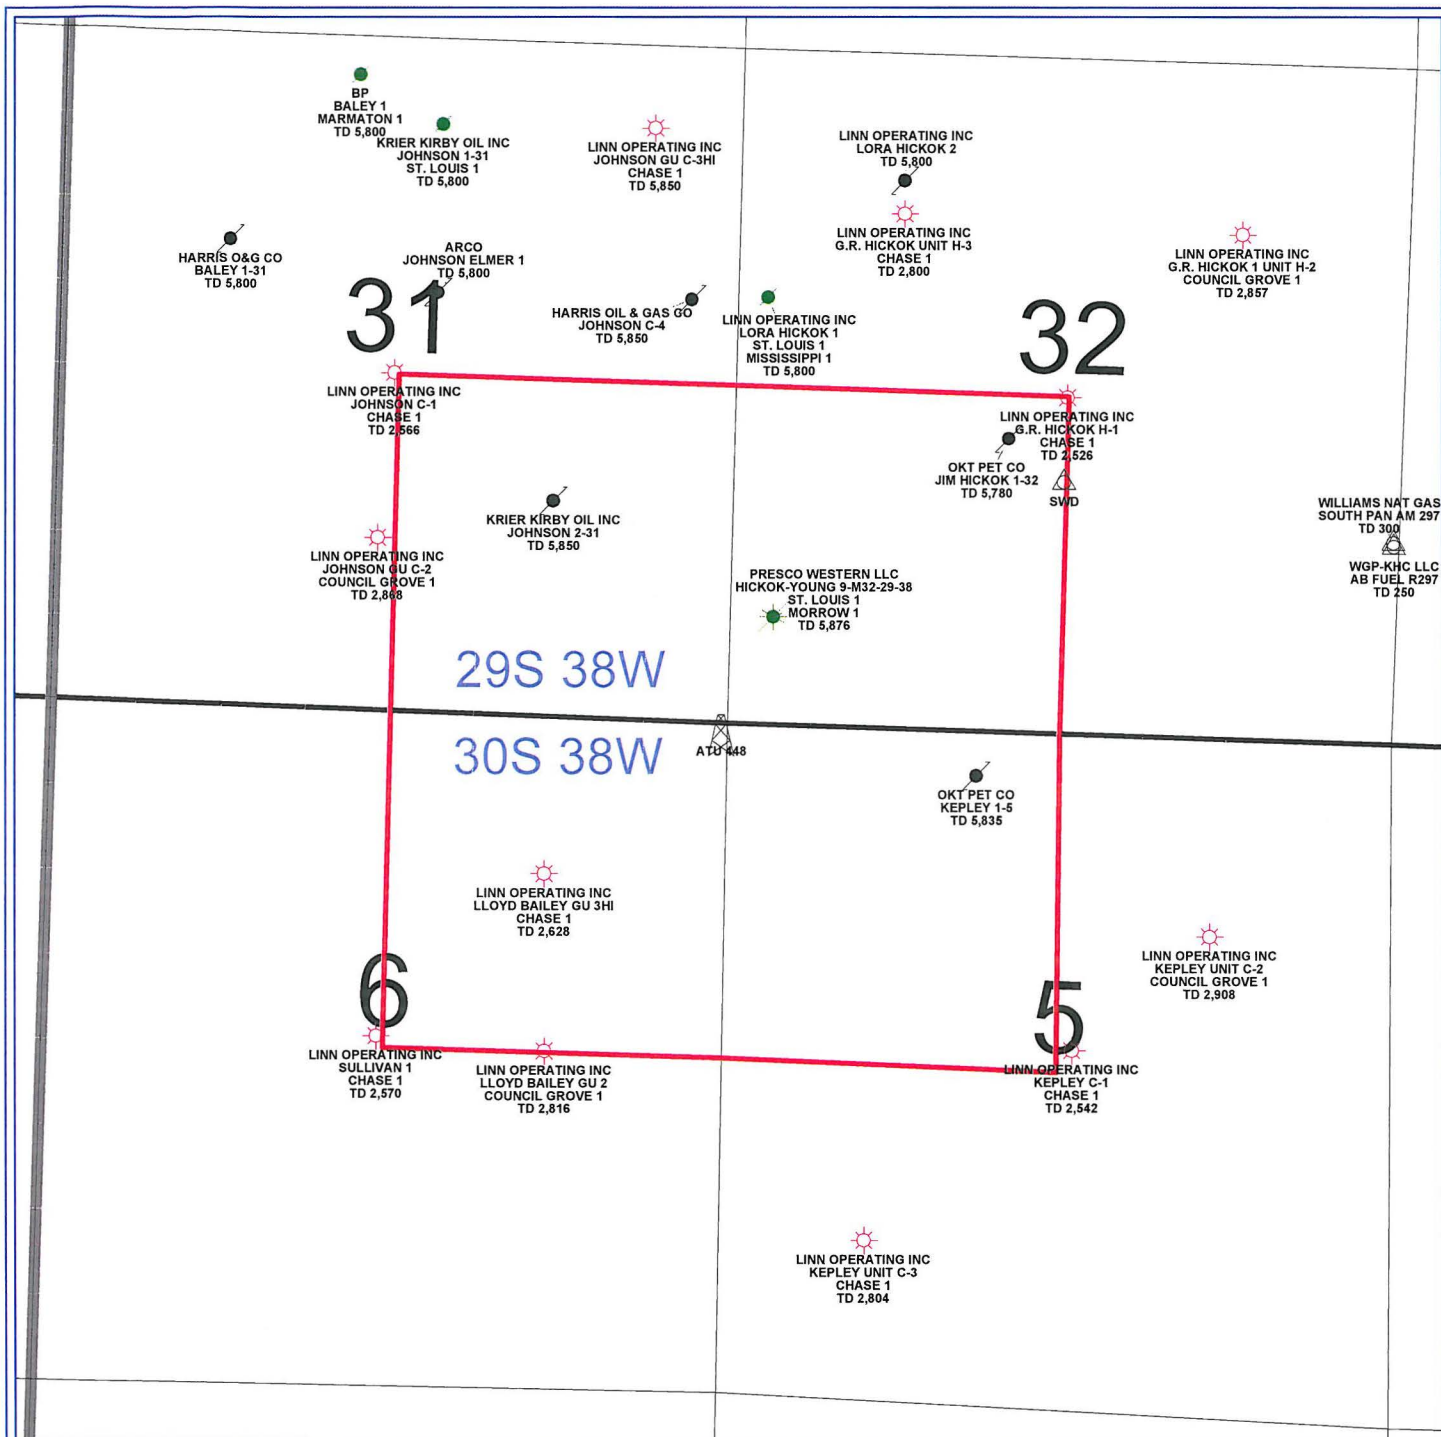 BP
BALEY 1
MARMATON 1
TD 5,800
KRIER KIRBY OIL INC
JOHNSON 1-31
ST. LOUIS 1
TD 5,800
LINN OPERATING INC
JOHNSON GU C-3HI
CHASE 1
TD 5,850
LINN OPERATING INC
LORA HICKOK 2
TD 5,800
LINN OPERATING INC
G.R. HICKOK UNIT H-3
CHASE 1
TD 2,800
LINN OPERATING INC
G.R. HICKOK 1 UNIT H-2
COUNCIL GROVE 1
TD 2,857
HARRIS O&G CO
BALEY 1-31
TD 5,800
ARCO
JOHNSON ELMER 1
TD 5,800
31
HARRIS OIL & GAS CO
JOHNSON C-4
TD 5,850
LINN OPERATING INC
LORA HICKOK 1
ST. LOUIS 1
MISSISSIPPI 1
TD 5,800
32
LINN OPERATING INC
JOHNSON C-1
CHASE 1
TD 2,566
LINN OPERATING INC
G.R. HICKOK H-1
CHASE 1
TD 2,526
OKT PET CO
JIM HICKOK 1-32
TD 5,780
SWD
KRIER KIRBY OIL INC
JOHNSON 2-31
TD 5,850
WILLIAMS NAT GAS
SOUTH PAN AM 297
TD 300
WGP-KHC LLC
AB FUEL R297
TD 250
LINN OPERATING INC
JOHNSON GU C-2
COUNCIL GROVE 1
TD 2,868
PRESCO WESTERN LLC
HICKOK-YOUNG 9-M32-29-38
ST. LOUIS 1
MORROW 1
TD 5,876
29S 38W
30S 38W
ATU 448
OKT PET CO
KEPLEY 1-5
TD 5,835
LINN OPERATING INC
LLOYD BAILEY GU 3HI
CHASE 1
TD 2,628
LINN OPERATING INC
KEPLEY UNIT C-2
COUNCIL GROVE 1
TD 2,908
6
5
LINN OPERATING INC
SULLIVAN 1
CHASE 1
TD 2,570
LINN OPERATING INC
LLOYD BAILEY GU 2
COUNCIL GROVE 1
TD 2,816
LINN OPERATING INC
KEPLEY C-1
CHASE 1
TD 2,542
LINN OPERATING INC
KEPLEY UNIT C-3
CHASE 1
TD 2,804